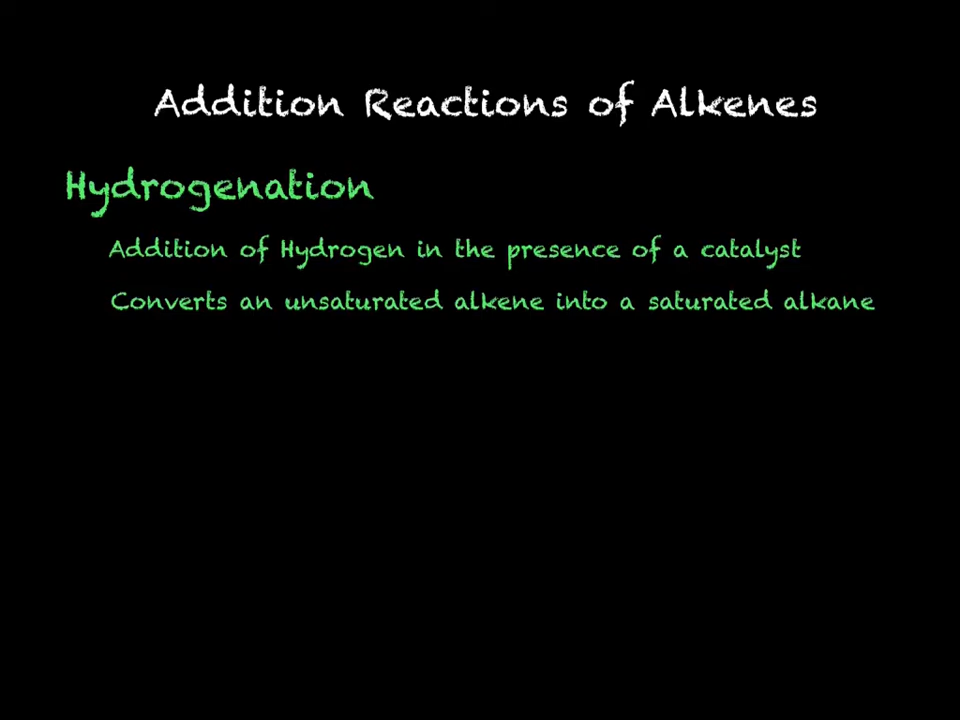 Addition Reactions of Alkenes
Hydrogenation
Addition of Hydrogen in the presence of a catalyst
Converts an unsaturated alkene into a saturated alkane